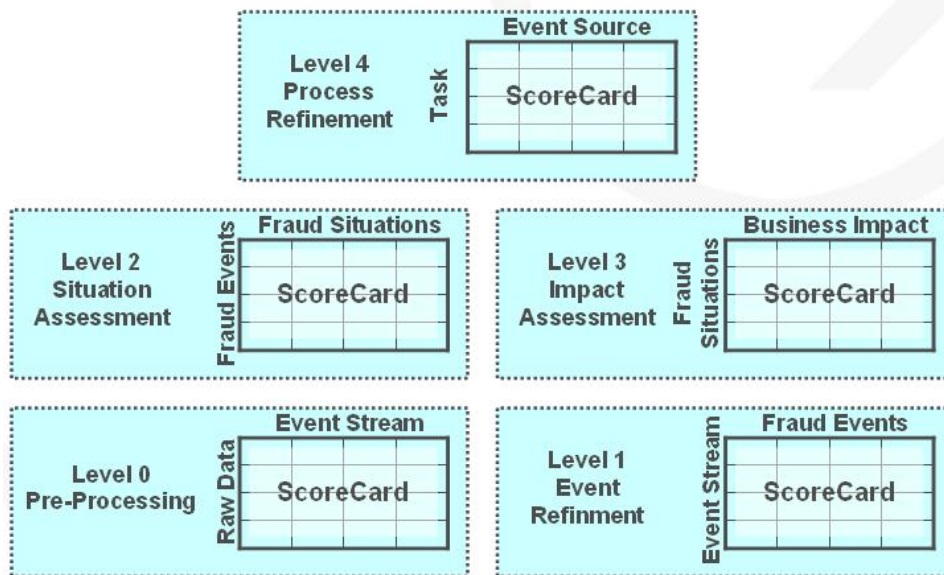 Event Source
Level 4
Process
Refinement
Task
ScoreCard
Fraud Situations
Level 2
Situation
Assessment
Fraud Events
ScoreCard
Business Impact
Level 3
Impact
Assessment
Fraud
Situations
ScoreCard
Event Stream
Level 0
Pre-Processing
Raw Data
ScoreCard
Fraud Events
Level 1
Event
Refinment
Event Stream
ScoreCard